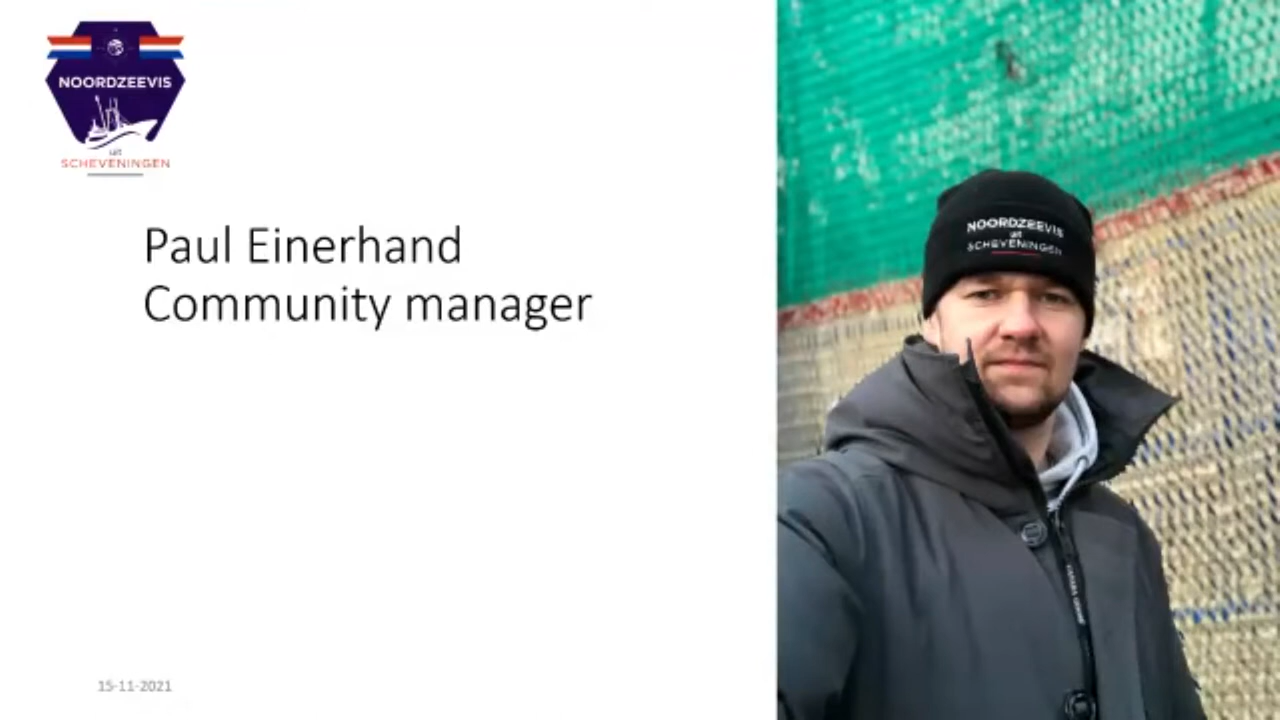 NOORDZEEVIS
uit
SCHEVENINGEN
Paul Einerhand
Community manager
NOORDZEEVIS
uit
SCHEVENINGEN
15-11-2021